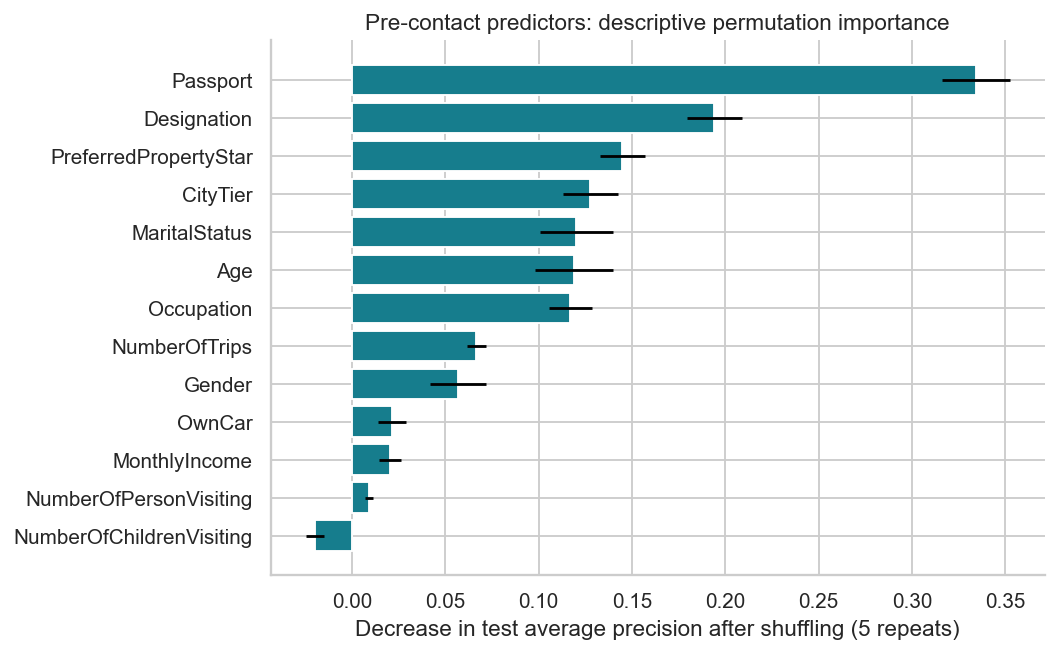 Pre-contact predictors: descriptive permutation importance
Passport
Designation
PreferredPropertyStar
CityTier
MaritalStatus
Age
Occupation
NumberOfTrips
Gender
OwnCar
MonthlyIncome
NumberOfPersonVisiting
NumberOfChildrenVisiting
0.00 0.05 0.10 0.15 0.20 0.25 0.30 0.35
Decrease in test average precision after shuffling (5 repeats)